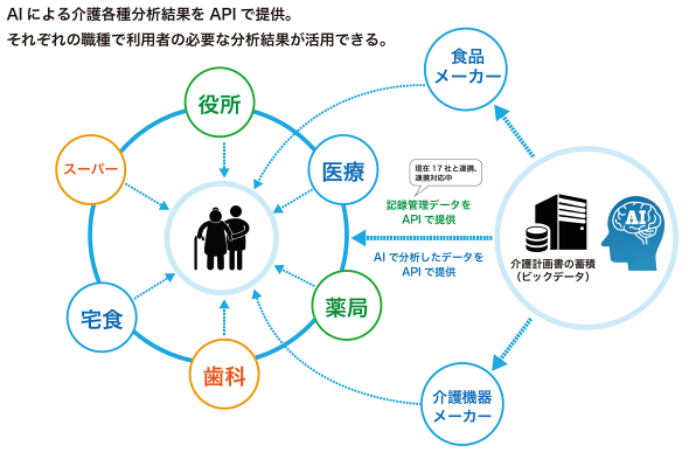 AIによる介護各種分析結果をAPIで提供。
それぞれの職種で利用者の必要な分析結果が活用できる。
食品
メーカー
役所
スーパー
医療
現在17社と連携、
連携対応中
記録管理データを
APIで提供
AI
AIで分析したデータを
APIで提供
介護計画書の蓄積
（ビックデータ）
宅食
薬局
歯科
介護機器
メーカー